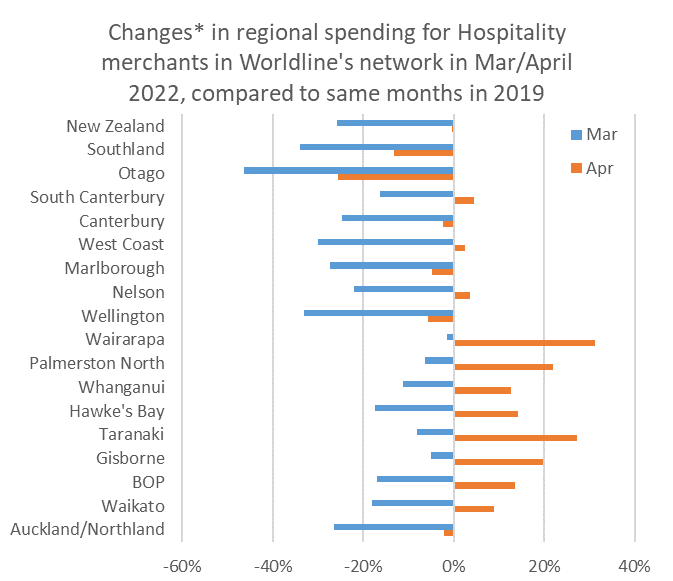 Changes* in regional spending for Hospitality
merchants in Worldline's network in Mar/April
2022, compared to same months in 2019
New Zealand
Southland
Otago
South Canterbury
Canterbury
West Coast
Marlborough
Nelson
Wellington
Wairarapa
Palmerston North
Whanganui
Hawke's Bay
Taranaki
Gisborne
BOP
Waikato
Auckland/Northland
Mar
Apr
-60% -40% -20% 0% 20% 40%